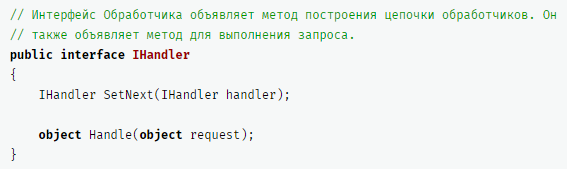 // Интерфейс Обработчика объявляет метод построения цепочки обработчиков. Он
// также объявляет метод для выполнения запроса.
public interface IHandler
{
    IHandler SetNext(IHandler handler);

    object Handle(object request);
}